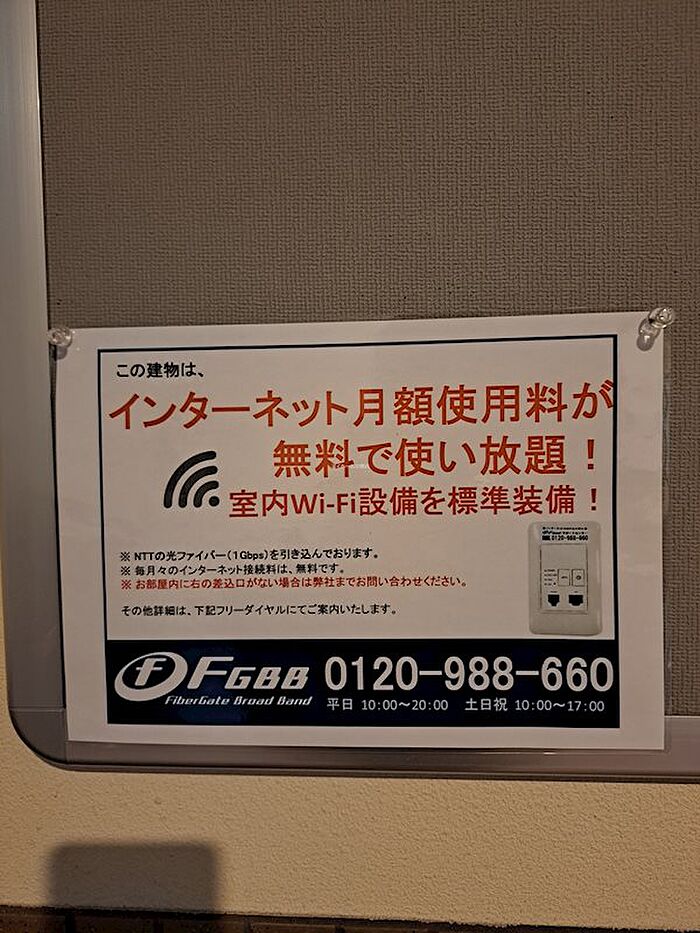 この建物は、
インターネット月額使用料が
無料で使い放題！
室内Wi-Fi設備を標準装備！
※ NTTの光ファイバー（1Gbps）を引き込んでおります。
※ 毎月々のインターネット接続料は、無料です。
※ お部屋内に右の差込口がない場合は弊社までお問い合わせください。
その他詳細は、下記フリーダイヤルにてご案内いたします。
0120-988-660
f FGBB 0120-988-660
FiberGate Broad Band 平日 10:00～20:00 土日祝 10:00～17:00